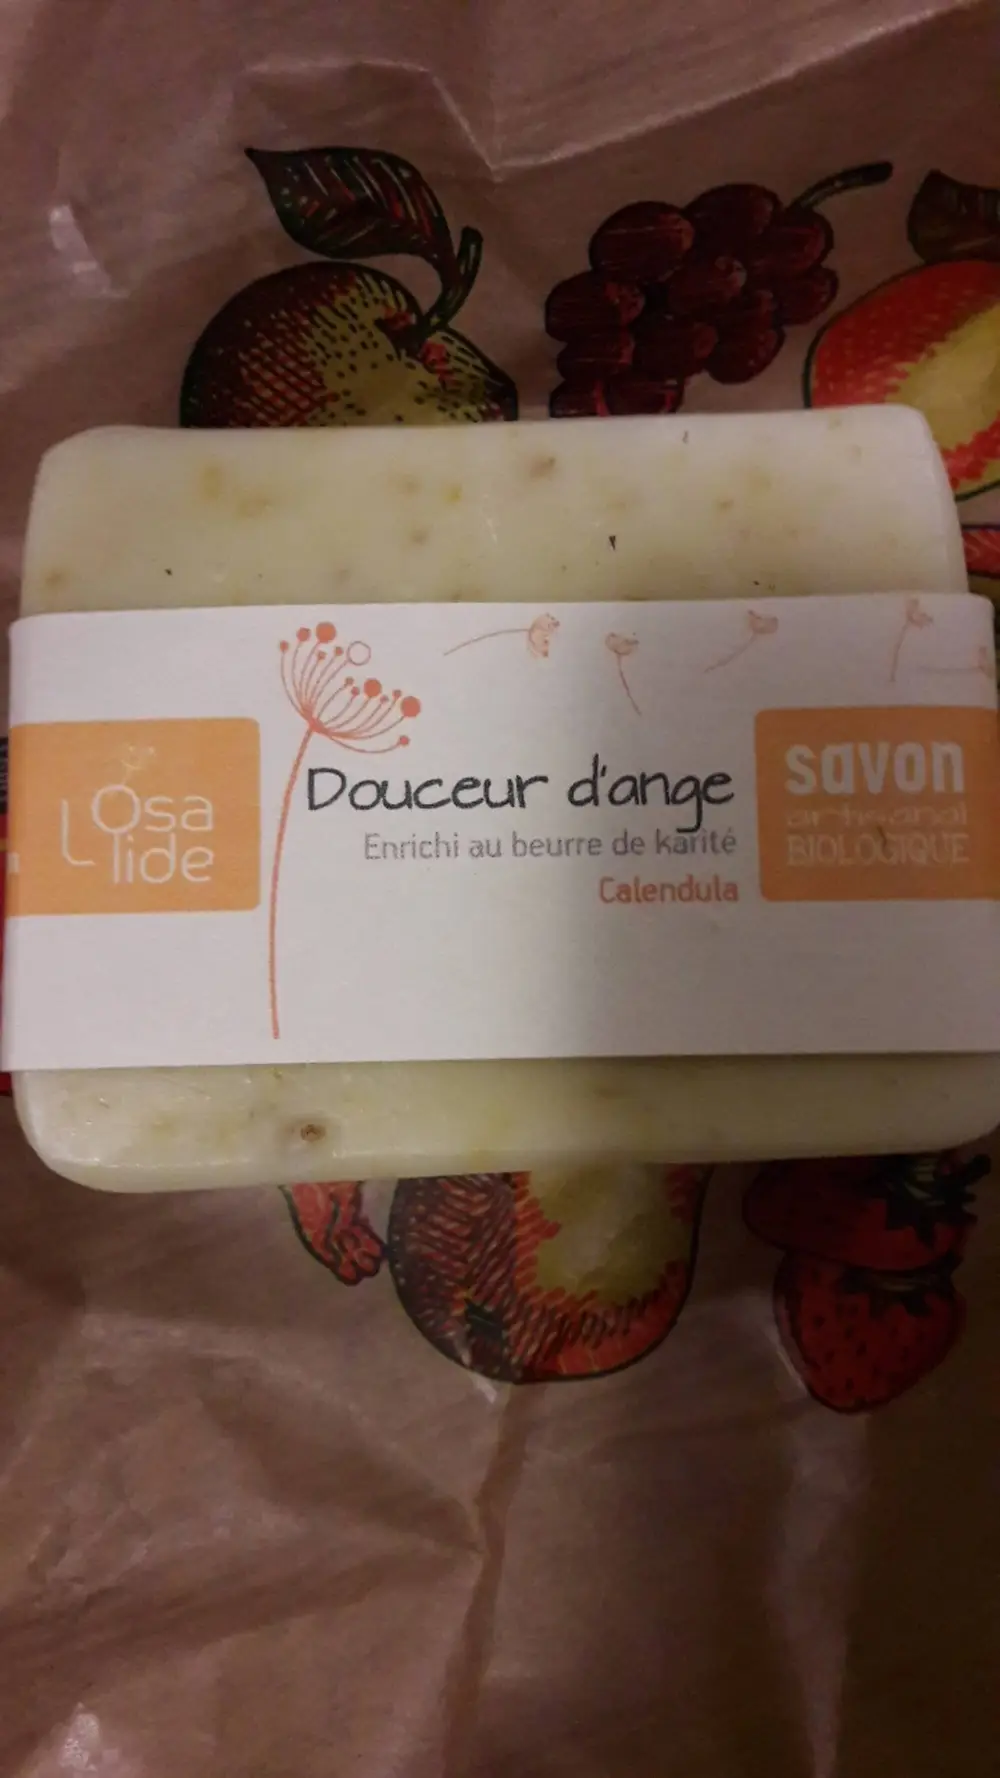 L'Osa
lide
Douceur d'ange
Enrichi au beurre de karité
Calendula
savon
artisanal
BIOLOGIQUE